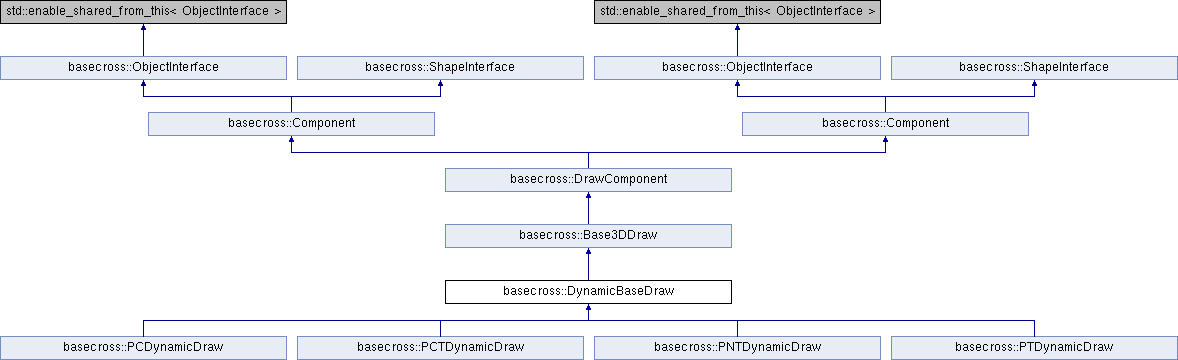 std::enable_shared_from_this< ObjectInterface >
std::enable_shared_from_this< ObjectInterface >
basecross::ObjectInterface
basecross::ShapeInterface
basecross::ObjectInterface
basecross::ShapeInterface
basecross::Component
basecross::Component
basecross::DrawComponent
basecross::Base3DDraw
basecross::DynamicBaseDraw
basecross::PCDynamicDraw
basecross::PCTDynamicDraw
basecross::PNTDynamicDraw
basecross::PTDynamicDraw